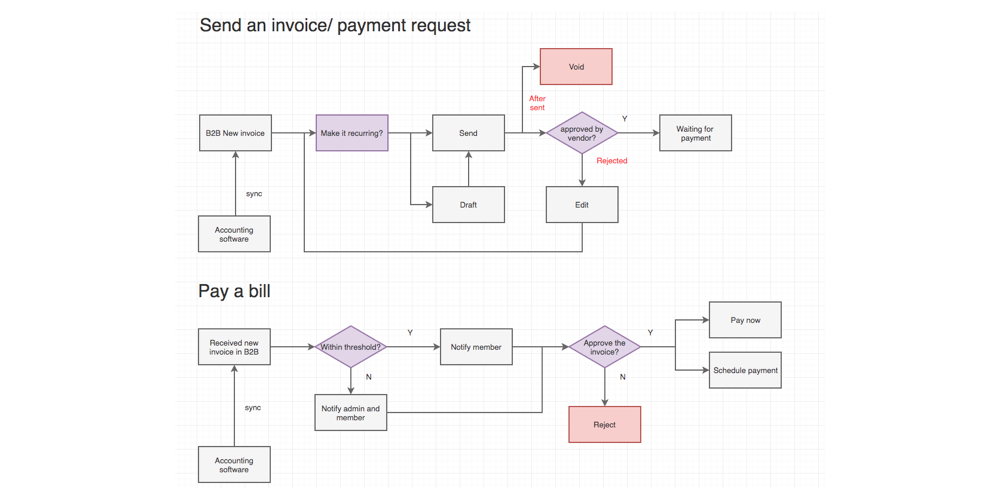 Send an invoice/ payment request
Void
After
sent
B2B New invoice
Make it recurring?
Send
approved by
vendor?
Y
Waiting for
payment
Rejected
sync
Draft
Edit
Accounting
software
Pay a bill
Received new
invoice in B2B
Within threshold?
Y
Notify member
Approve the
invoice?
Y
Pay now
Schedule payment
N
N
Notify admin and
member
sync
Reject
Accounting
software